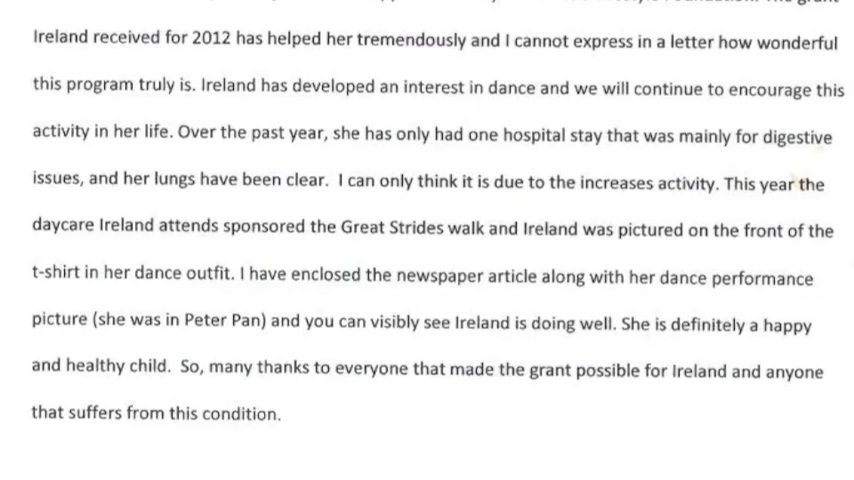 Ireland received for 2012 has helped her tremendously and I cannot express in a letter how wonderful
this program truly is. Ireland has developed an interest in dance and we will continue to encourage this
activity in her life. Over the past year, she has only had one hospital stay that was mainly for digestive
issues, and her lungs have been clear.  I can only think it is due to the increases activity. This year the
daycare Ireland attends sponsored the Great Strides walk and Ireland was pictured on the front of the
t-shirt in her dance outfit. I have enclosed the newspaper article along with her dance performance
picture (she was in Peter Pan) and you can visibly see Ireland is doing well. She is definitely a happy
and healthy child.  So, many thanks to everyone that made the grant possible for Ireland and anyone
that suffers from this condition.